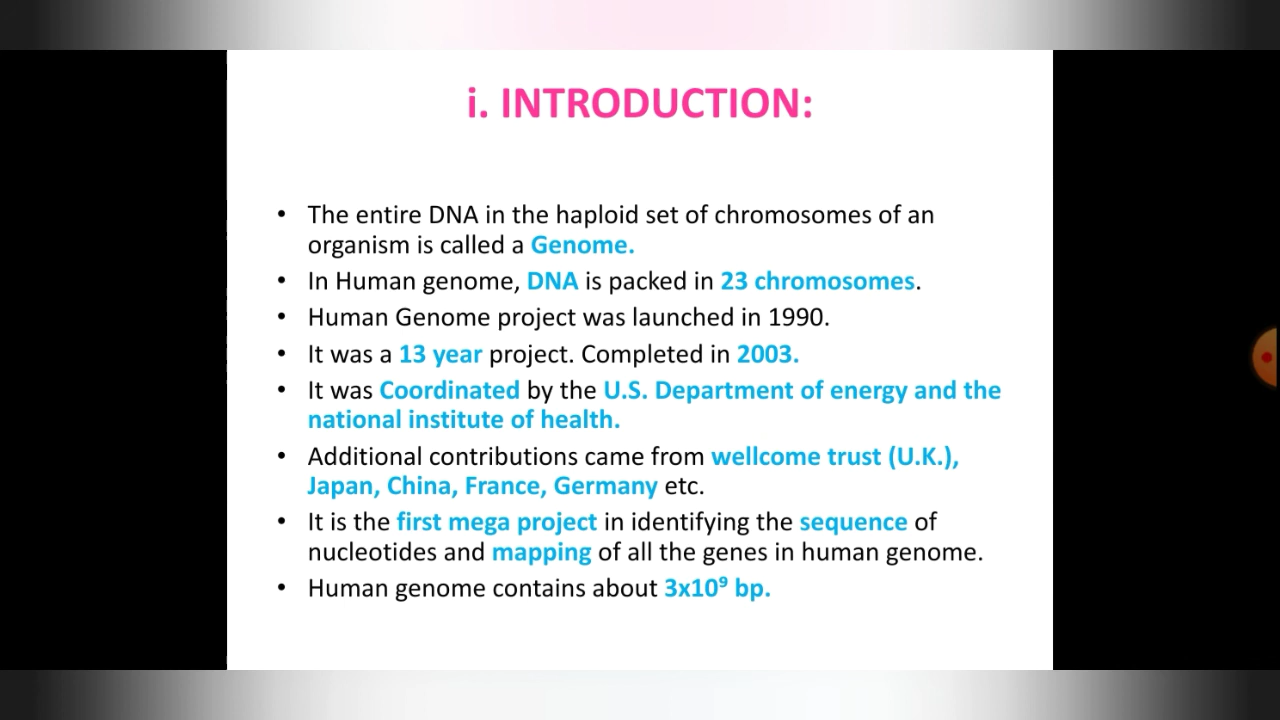 i. INTRODUCTION:
• The entire DNA in the haploid set of chromosomes of an
organism is called a Genome.
• In Human genome, DNA is packed in 23 chromosomes.
• Human Genome project was launched in 1990.
• It was a 13 year project. Completed in 2003.
• It was Coordinated by the U.S. Department of energy and the
national institute of health.
• Additional contributions came from wellcome trust (U.K.),
Japan, China, France, Germany etc.
• It is the first mega project in identifying the sequence of
nucleotides and mapping of all the genes in human genome.
• Human genome contains about 3x10⁹ bp.